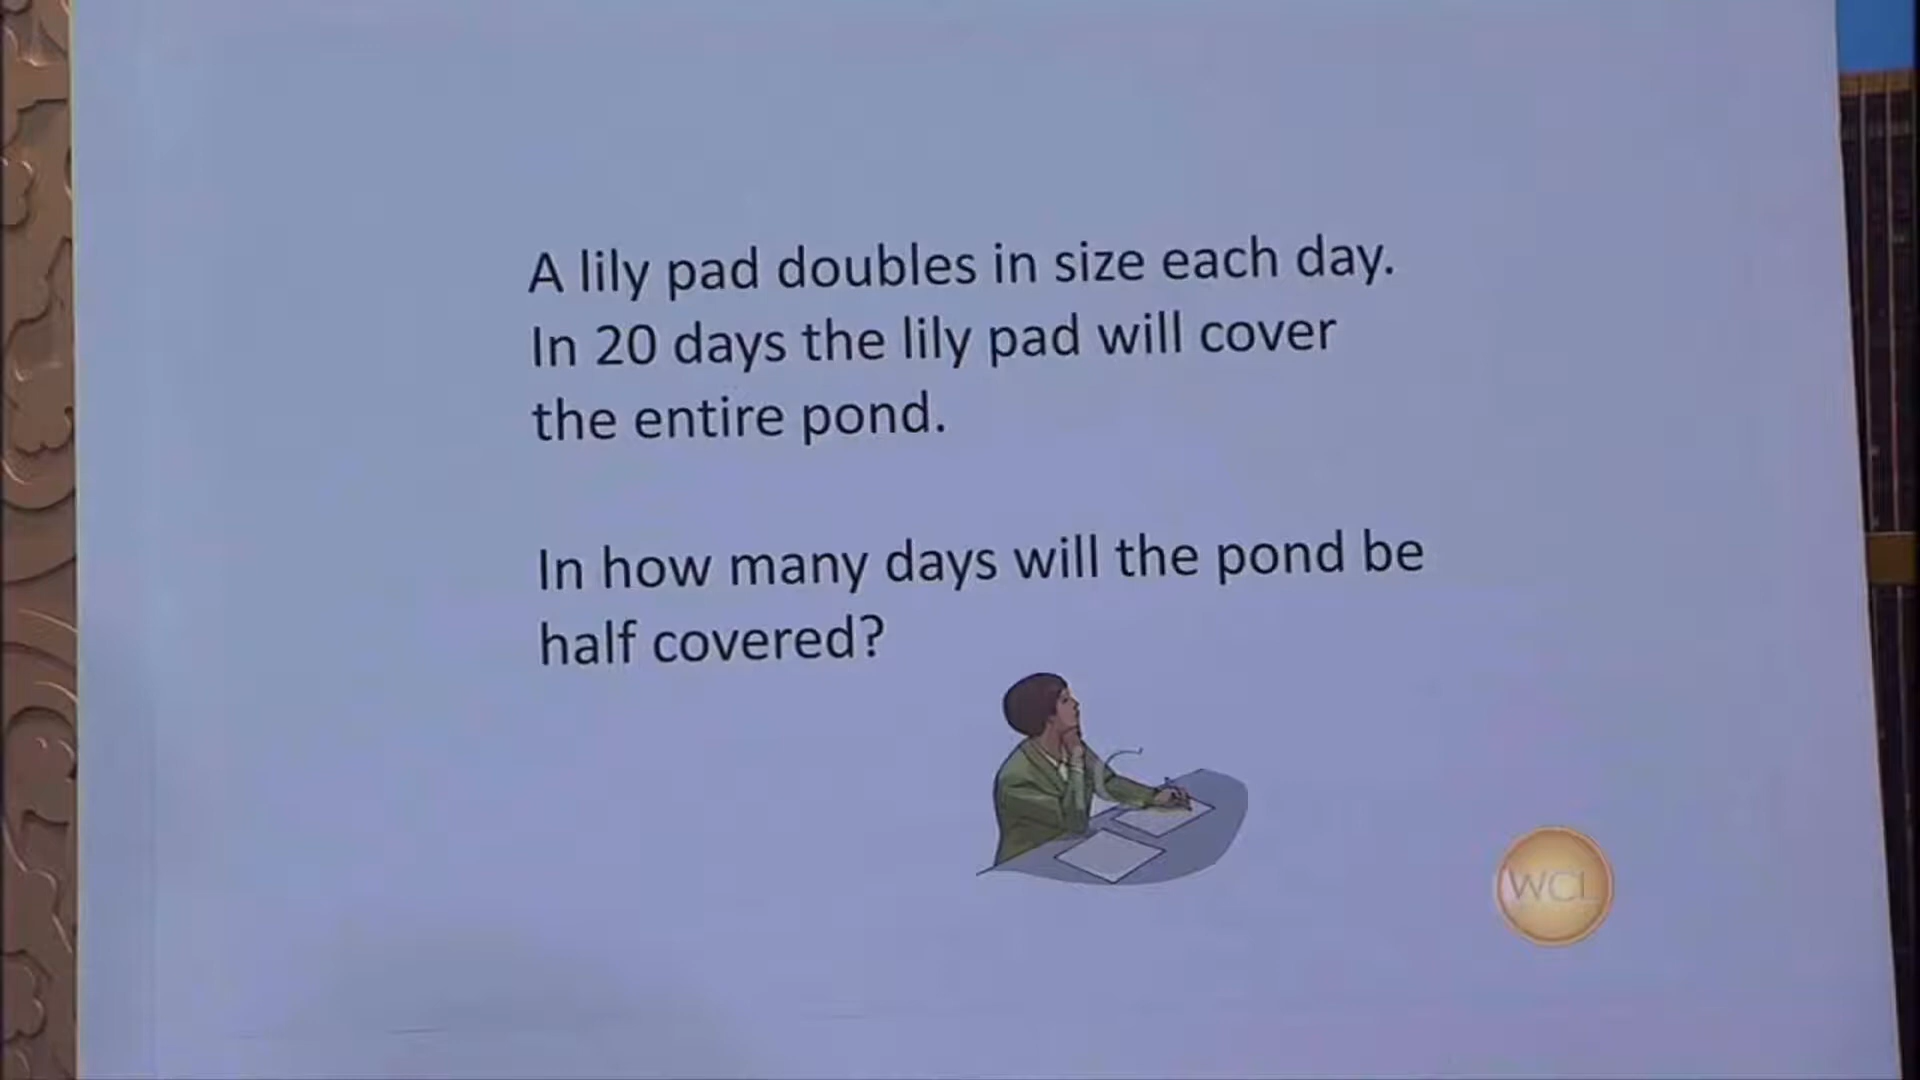 A lily pad doubles in size each day.
In 20 days the lily pad will cover
the entire pond.
In how many days will the pond be
half covered?
WCL